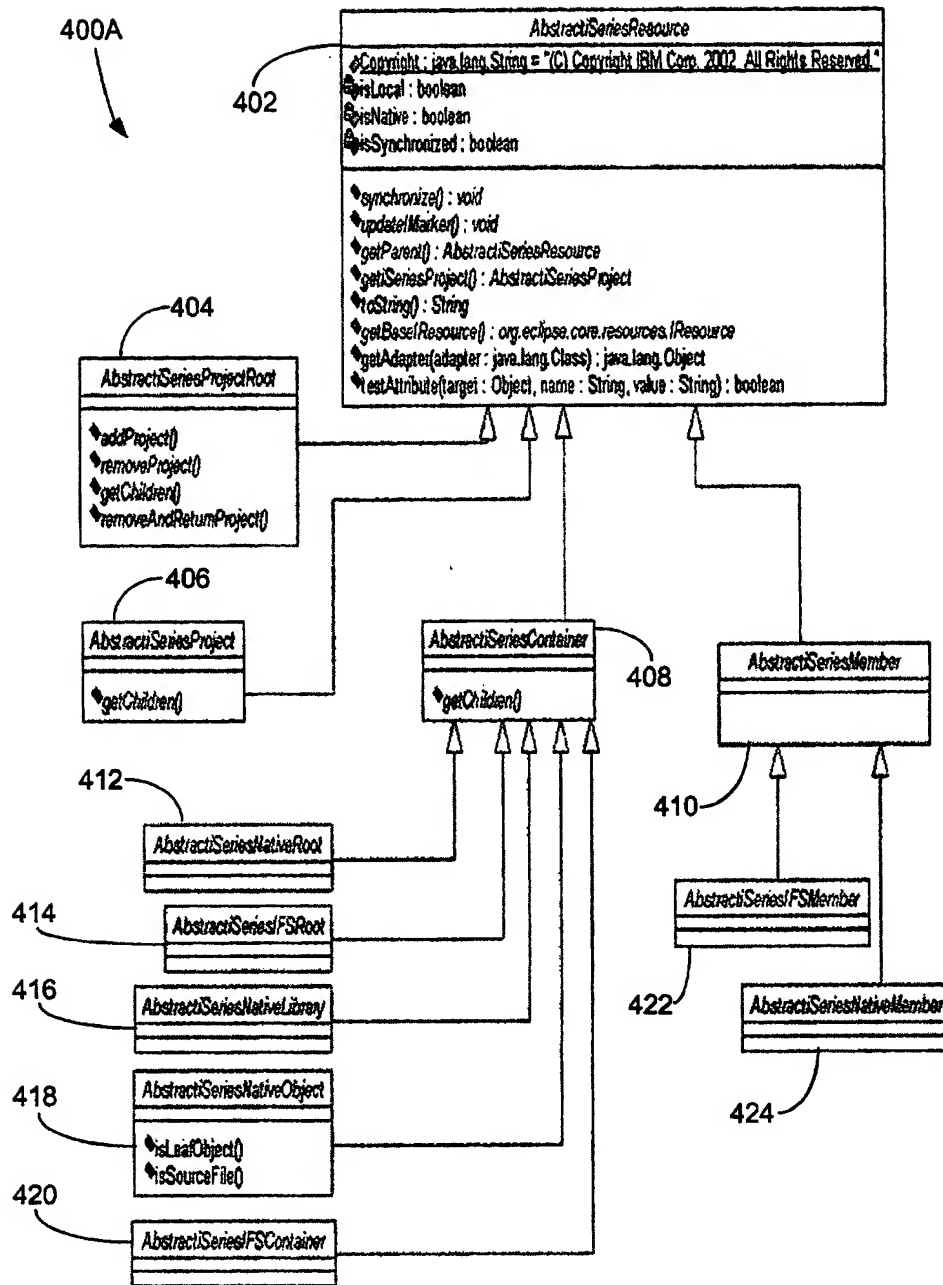 400A
AbstractiSeriesResource
Copyright : java.lang.String = "(C) Copyright IBM Corp. 2002 All Rights Reserved."
402
isLocal : boolean
isNative : boolean
isSynchronized : boolean
synchronize() : void
updateIMarker() : void
getParent() : AbstractiSeriesResource
getiSeriesProject() : AbstractiSeriesProject
toString() : String
getBaseIResource() : org.eclipse.core.resources.IResource
getAdapter(adapter : java.lang.Class) : java.lang.Object
testAttribute(target : Object, name : String, value : String) : boolean
404
AbstractiSeriesProjectRoot
addProject()
removeProject()
getChildren()
removeAndReturnProject()
406
AbstractiSeriesProject
getChildren()
AbstractiSeriesContainer
getChildren()
408
AbstractiSeriesMember
410
412
AbstractiSeriesNativeRoot
414
AbstractiSeriesIFSRoot
416
AbstractiSeriesNativeLibrary
418
AbstractiSeriesNativeObject
isLeafObject()
isSourceFile()
420
AbstractiSeriesIFSContainer
AbstractiSeriesIFSMember
422
AbstractiSeriesNativeMember
424